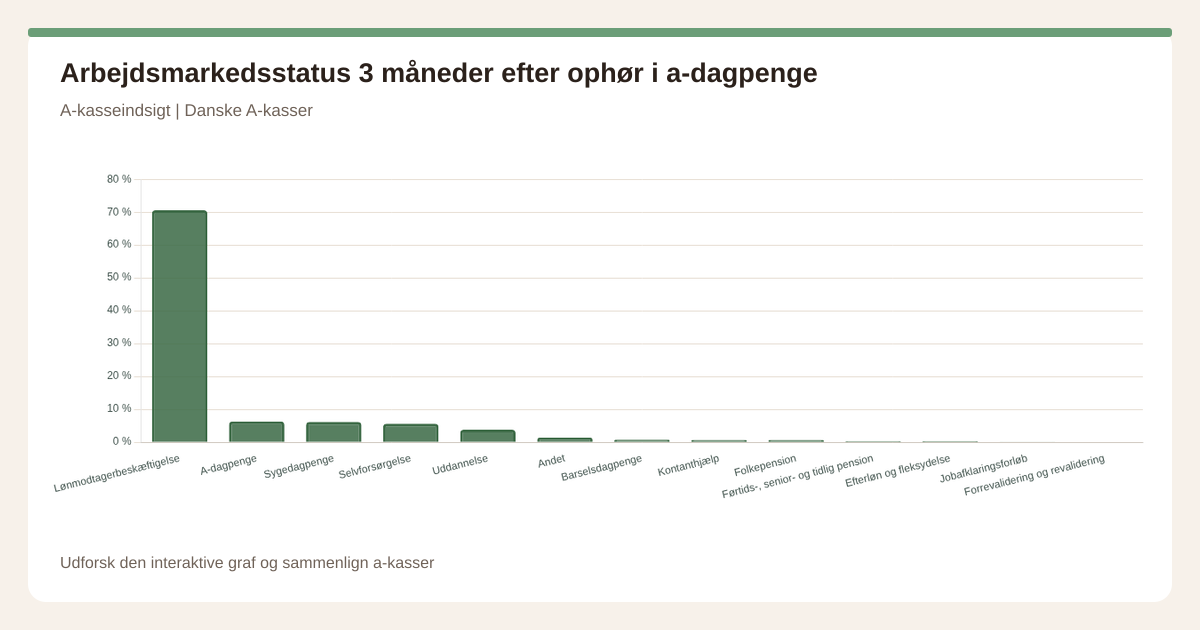 Arbejdsmarkedsstatus 3 måneder efter ophør i a-dagpenge
A-kasseindsigt | Danske A-kasser
80 %
70 %
60 %
50 %
40 %
30 %
20 %
10 %
0 %
Lønmodtagerbeskæftigelse
A-dagpenge
Sygedagpenge
Selvforsørgelse
Uddannelse
Andet
Barselsdagpenge
Kontanthjælp
Folkepension
Førtids-, senior- og tidlig pension
Efterløn og fleksydelse
Jobafklaringsforløb
Forrevalidering og revalidering
Udforsk den interaktive graf og sammenlign a-kasser